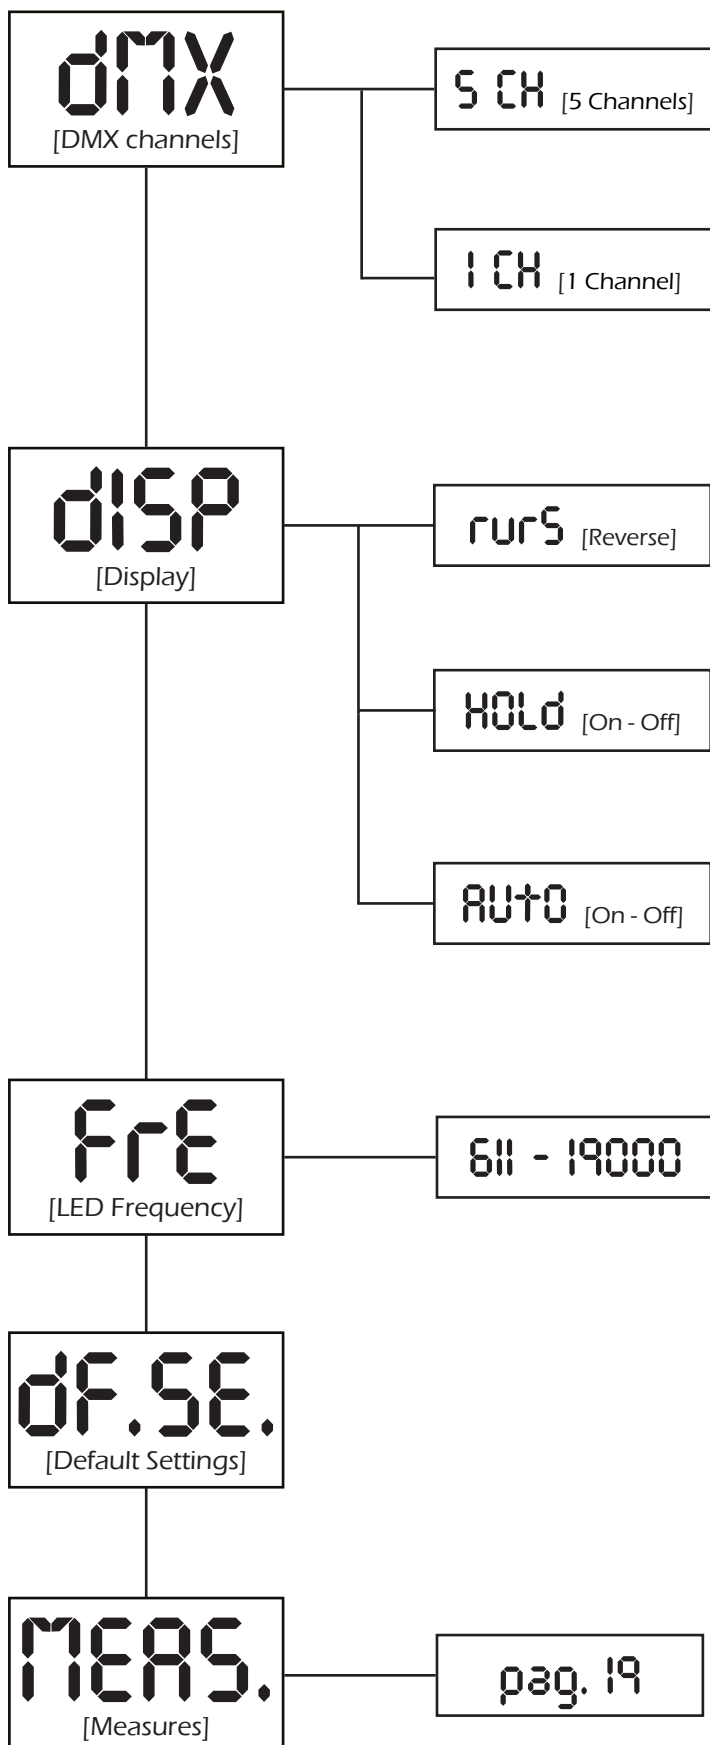 dMX
[DMX channels]
5 CH [5 Channels]
1 CH [1 Channel]
dISP
[Display]
rurS [Reverse]
HOLd [On - Off]
AUtO [On - Off]
FrE
[LED Frequency]
611 - 19000
dF.SE.
[Default Settings]
MEAS.
[Measures]
pag. 19